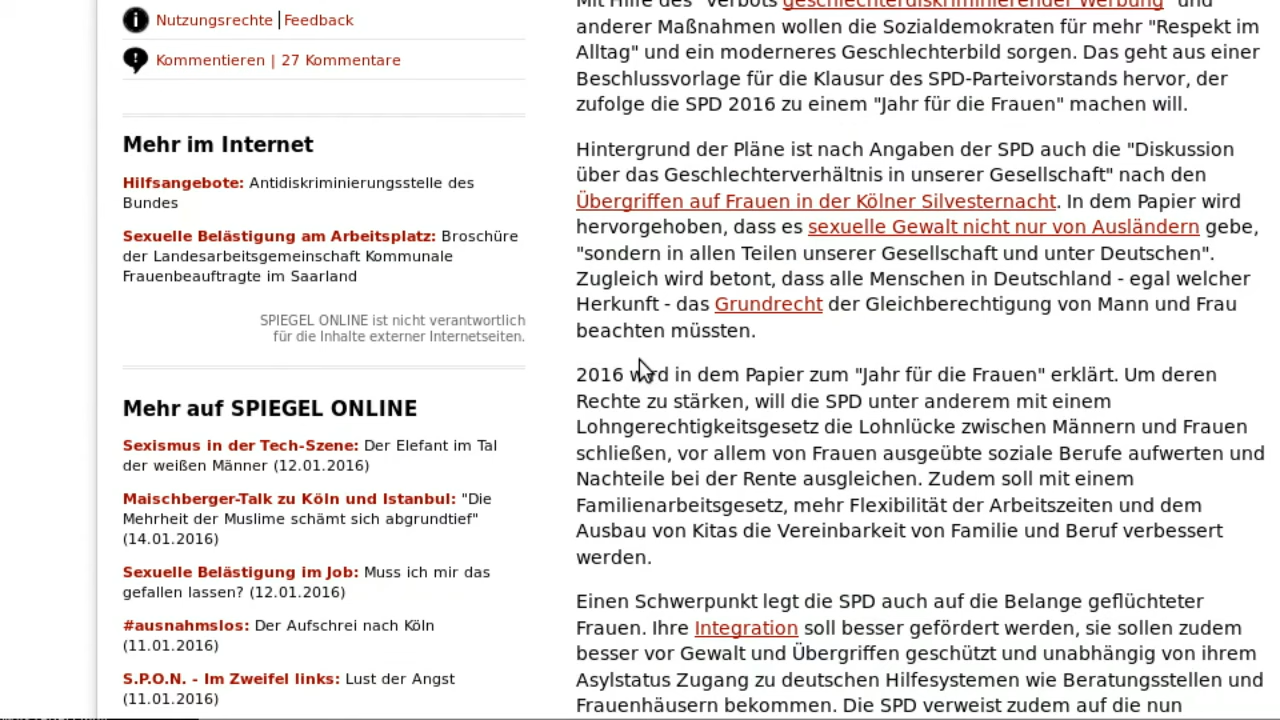 Nutzungsrechte | Feedback
Kommentieren | 27 Kommentare
Mehr im Internet
Hilfsangebote: Antidiskriminierungsstelle des
Bundes
Sexuelle Belästigung am Arbeitsplatz: Broschüre
der Landesarbeitsgemeinschaft Kommunale
Frauenbeauftragte im Saarland
SPIEGEL ONLINE ist nicht verantwortlich
für die Inhalte externer Internetseiten.
Mehr auf SPIEGEL ONLINE
Sexismus in der Tech-Szene: Der Elefant im Tal
der weißen Männer (12.01.2016)
Maischberger-Talk zu Köln und Istanbul: "Die
Mehrheit der Muslime schämt sich abgrundtief"
(14.01.2016)
Sexuelle Belästigung im Job: Muss ich mir das
gefallen lassen? (12.01.2016)
#ausnahmslos: Der Aufschrei nach Köln
(11.01.2016)
S.P.O.N. - Im Zweifel links: Lust der Angst
(11.01.2016)
Mit Hilfe des "Verbots geschlechterdiskriminierender Werbung" und
anderer Maßnahmen wollen die Sozialdemokraten für mehr "Respekt im
Alltag" und ein moderneres Geschlechterbild sorgen. Das geht aus einer
Beschlussvorlage für die Klausur des SPD-Parteivorstands hervor, der
zufolge die SPD 2016 zu einem "Jahr für die Frauen" machen will.
Hintergrund der Pläne ist nach Angaben der SPD auch die "Diskussion
über das Geschlechterverhältnis in unserer Gesellschaft" nach den
Übergriffen auf Frauen in der Kölner Silvesternacht. In dem Papier wird
hervorgehoben, dass es sexuelle Gewalt nicht nur von Ausländern gebe,
"sondern in allen Teilen unserer Gesellschaft und unter Deutschen".
Zugleich wird betont, dass alle Menschen in Deutschland - egal welcher
Herkunft - das Grundrecht der Gleichberechtigung von Mann und Frau
beachten müssten.
2016 wird in dem Papier zum "Jahr für die Frauen" erklärt. Um deren
Rechte zu stärken, will die SPD unter anderem mit einem
Lohngerechtigkeitsgesetz die Lohnlücke zwischen Männern und Frauen
schließen, vor allem von Frauen ausgeübte soziale Berufe aufwerten und
Nachteile bei der Rente ausgleichen. Zudem soll mit einem
Familienarbeitsgesetz, mehr Flexibilität der Arbeitszeiten und dem
Ausbau von Kitas die Vereinbarkeit von Familie und Beruf verbessert
werden.
Einen Schwerpunkt legt die SPD auch auf die Belange geflüchteter
Frauen. Ihre Integration soll besser gefördert werden, sie sollen zudem
besser vor Gewalt und Übergriffen geschützt und unabhängig von ihrem
Asylstatus Zugang zu deutschen Hilfesystemen wie Beratungsstellen und
Frauenhäusern bekommen. Die SPD verweist zudem auf die nun